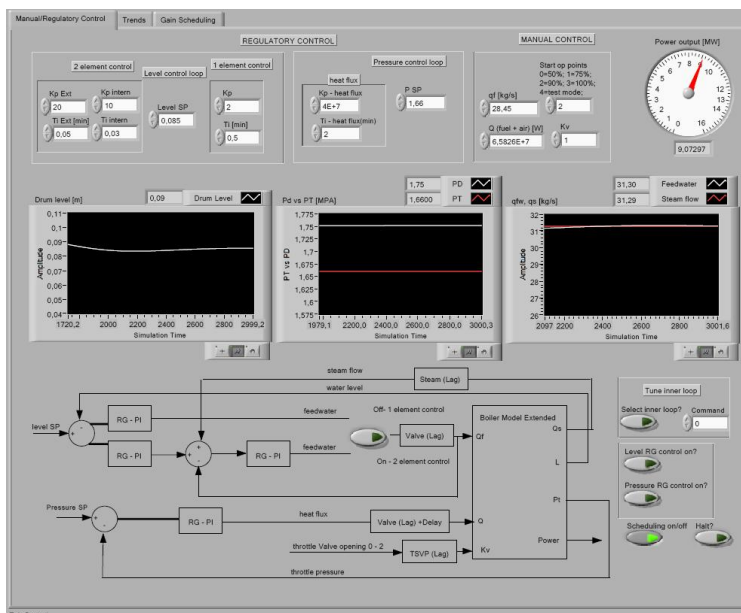 Manual/Regulatory Control Trends Gain Scheduling
REGULATORY CONTROL
2 element control
Level control loop
1 element control
Kp Ext
20
Kp intern
10
Ti Ext [min]
0,05
Ti intern
0,03
Level SP
0,085
Kp
2
Ti [min]
0,5
Pressure control loop
heat flux
Kp - heat flux
4E+7
Ti - heat flux(min)
2
P SP
1,66
MANUAL CONTROL
Start op points
0=50%; 1=75%;
2=90%; 3=100%;
4=test mode;
qf [kg/s]
28,45
2
Q (fuel + air) [W]
6,5826E+7
Kv
1
Power output [MW]
0 1 2 4 6 7 8 10 12 13 14 16
9,07297
Drum level [m]
0,09
Drum Level
Amplitude
0,11
0,1
0,09
0,08
0,07
0,06
0,05
0,04
1720,2 2000 2200 2400 2600 2800 2999,2
Simulation Time
Pd vs PT [MPA]
1,75 PD
1,6600 PT
PT vs PD
1,775
1,75
1,725
1,7
1,675
1,65
1,625
1,6
1,575
1979,1 2200,0 2400,0 2600,0 3000,3
Simulation Time
qfw, qs [kg/s]
31,30 Feedwater
31,29 Steam flow
Amplitude
32
31
30
29
28
27
26
2097 2200 2400 2600 2800 3001,6
Simulation Time
steam flow
water level
Steam (Lag)
level SP
RG - PI
feedwater
RG - PI
RG - PI
feedwater
Off- 1 element control
Valve (Lag)
On - 2 element control
Boiler Model Extended
Qf
Qs
L
Pt
Q
Power
Kv
Pressure SP
RG - PI
heat flux
Valve (Lag) +Delay
throttle Valve opening 0 - 2
TSVP (Lag)
throttle pressure
Tune inner loop
Select inner loop?
Command
0
Level RG control on?
Pressure RG control on?
Scheduling on/off
Halt?